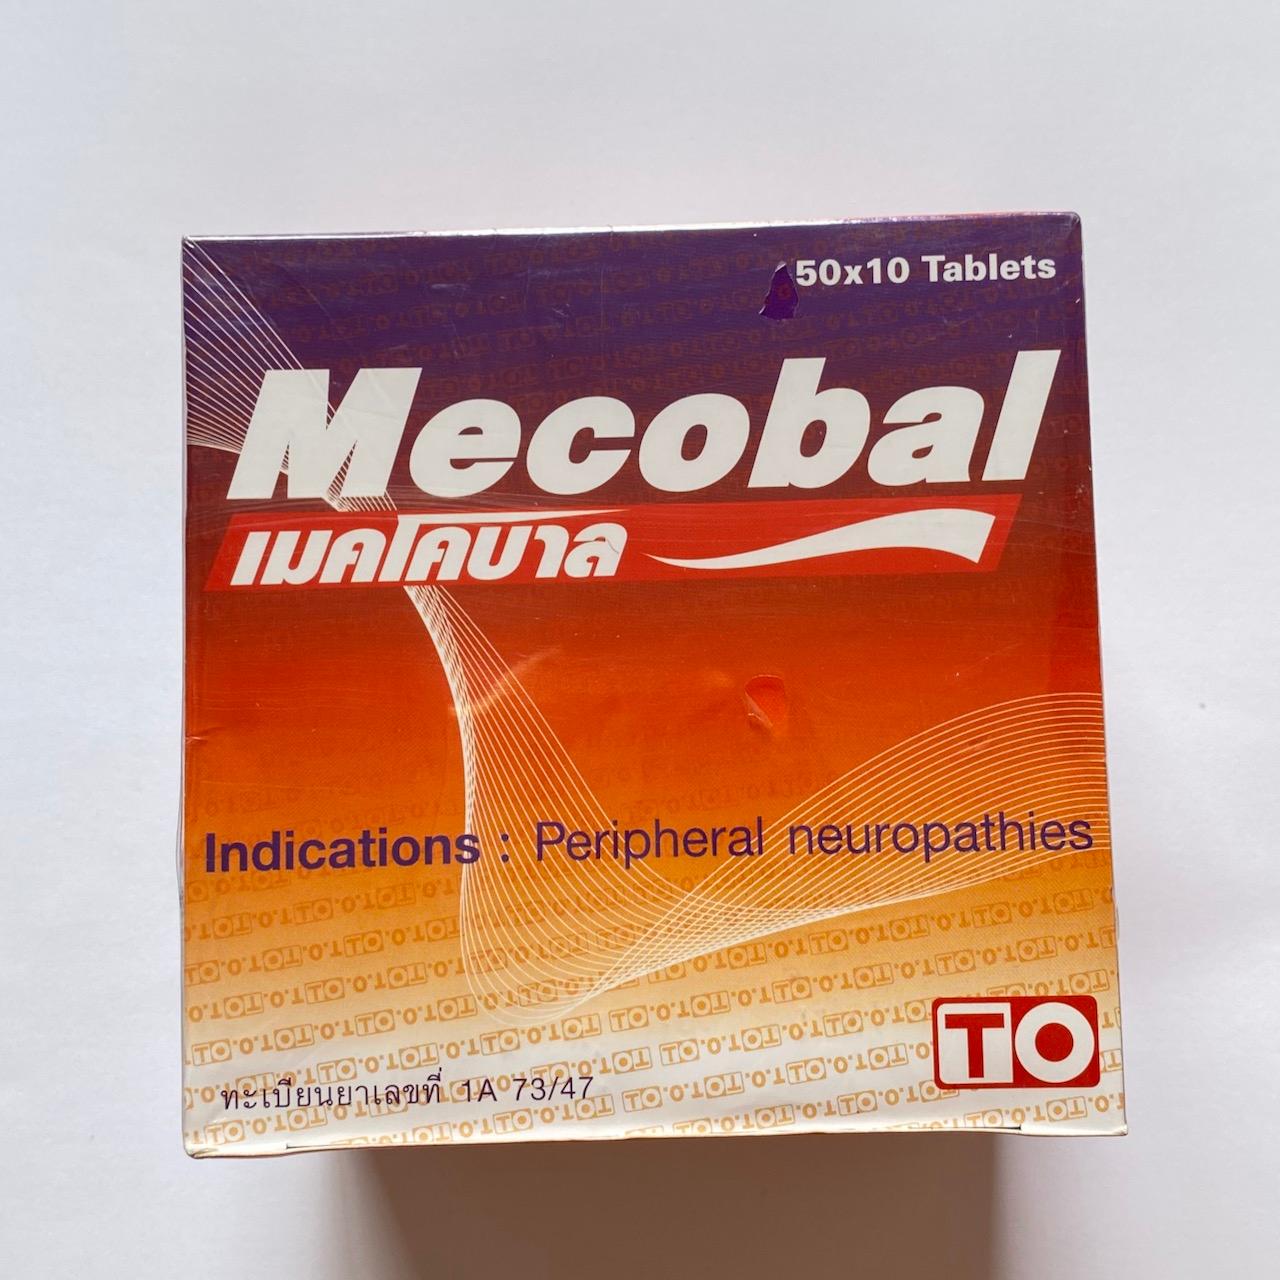 50x10 Tablets
Mecobal
เมคโคบาล
Indications : Peripheral neuropathies
TO
ทะเบียนยาเลขที่ 1A 73/47